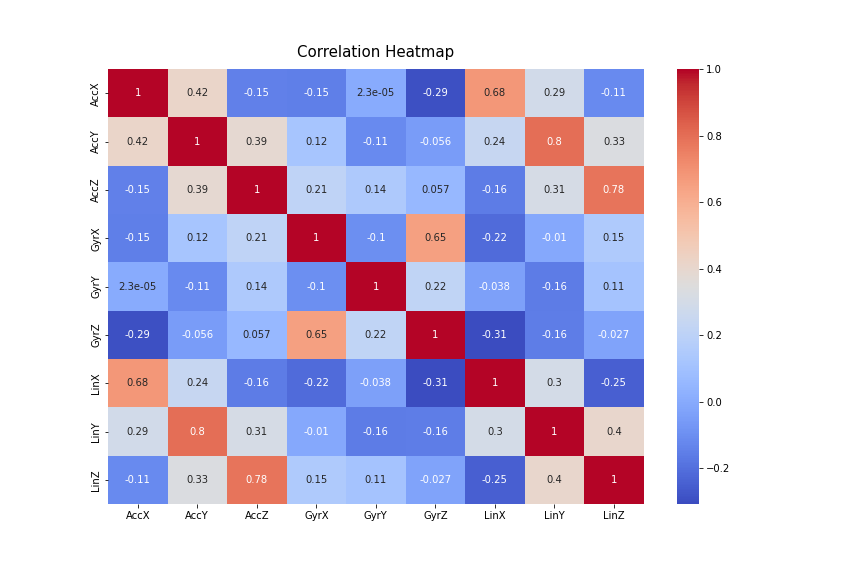 Correlation Heatmap
AccX 1 0.42 -0.15 -0.15 2.3e-05 -0.29 0.68 0.29 -0.11
AccY 0.42 1 0.39 0.12 -0.11 -0.056 0.24 0.8 0.33
AccZ -0.15 0.39 1 0.21 0.14 0.057 -0.16 0.31 0.78
GyrX -0.15 0.12 0.21 1 -0.1 0.65 -0.22 -0.01 0.15
GyrY 2.3e-05 -0.11 0.14 -0.1 1 0.22 -0.038 -0.16 0.11
GyrZ -0.29 -0.056 0.057 0.65 0.22 1 -0.31 -0.16 -0.027
LinX 0.68 0.24 -0.16 -0.22 -0.038 -0.31 1 0.3 -0.25
LinY 0.29 0.8 0.31 -0.01 -0.16 -0.16 0.3 1 0.4
LinZ -0.11 0.33 0.78 0.15 0.11 -0.027 -0.25 0.4 1
AccX AccY AccZ GyrX GyrY GyrZ LinX LinY LinZ
1.0
0.8
0.6
0.4
0.2
0.0
−0.2